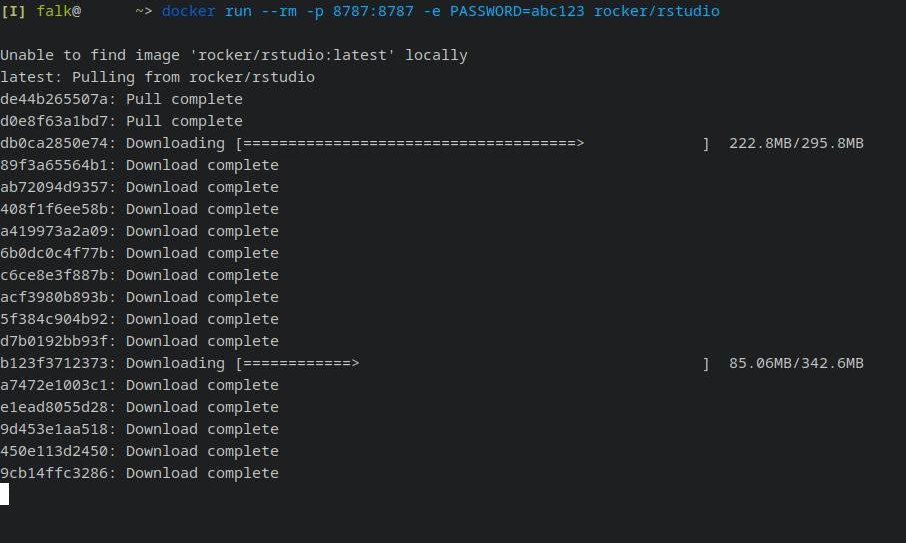 [I] falk@ ~> docker run --rm -p 8787:8787 -e PASSWORD=abc123 rocker/rstudio
Unable to find image 'rocker/rstudio:latest' locally
latest: Pulling from rocker/rstudio
de44b265507a: Pull complete
d0e8f63a1bd7: Pull complete
db0ca2850e74: Downloading [=====================================>             ]  222.8MB/295.8MB
89f3a65564b1: Download complete
ab72094d9357: Download complete
408f1f6ee58b: Download complete
a419973a2a09: Download complete
6b0dc0c4f77b: Download complete
c6ce8e3f887b: Download complete
acf3980b893b: Download complete
5f384c904b92: Download complete
d7b0192bb93f: Download complete
b123f3712373: Downloading [============>                                      ]  85.06MB/342.6MB
a7472e1003c1: Download complete
e1ead8055d28: Download complete
9d453e1aa518: Download complete
450e113d2450: Download complete
9cb14ffc3286: Download complete